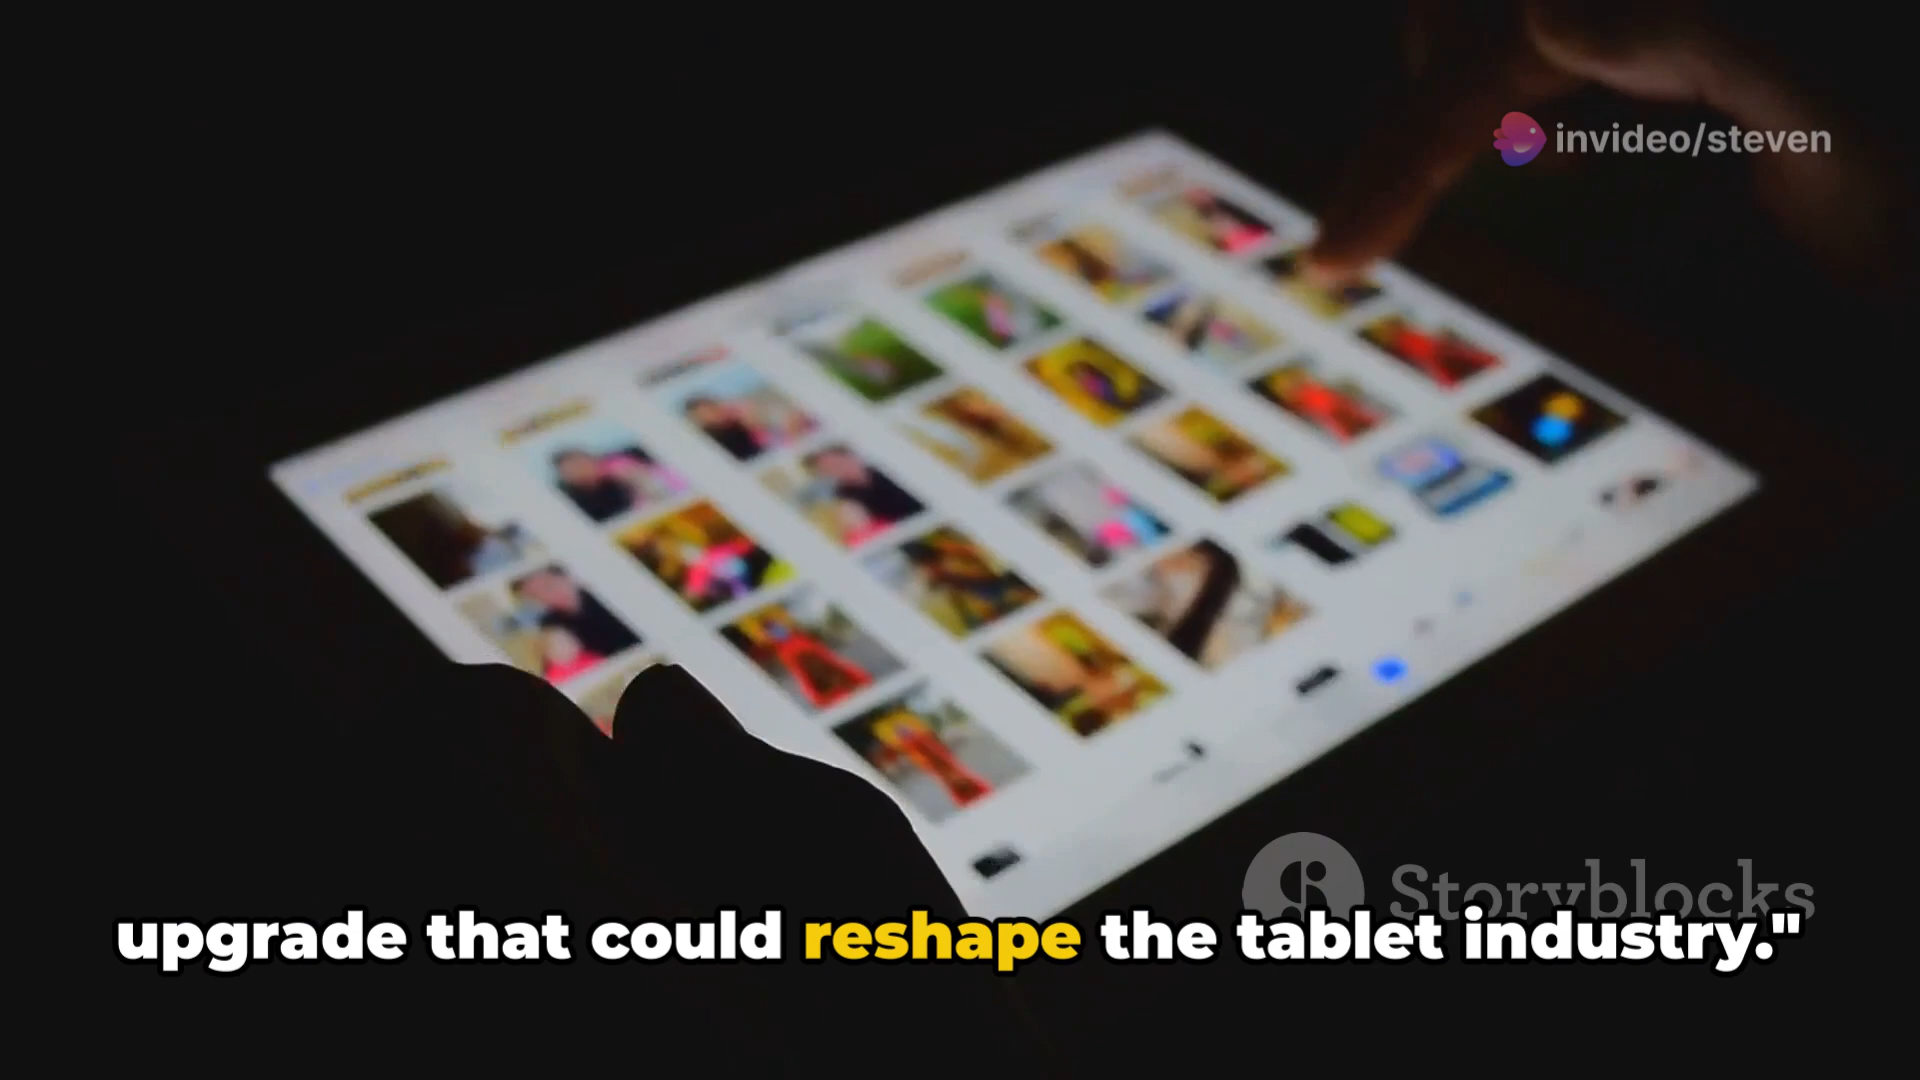 invideo/steven
Storyblocks
upgrade that could reshape the tablet industry."